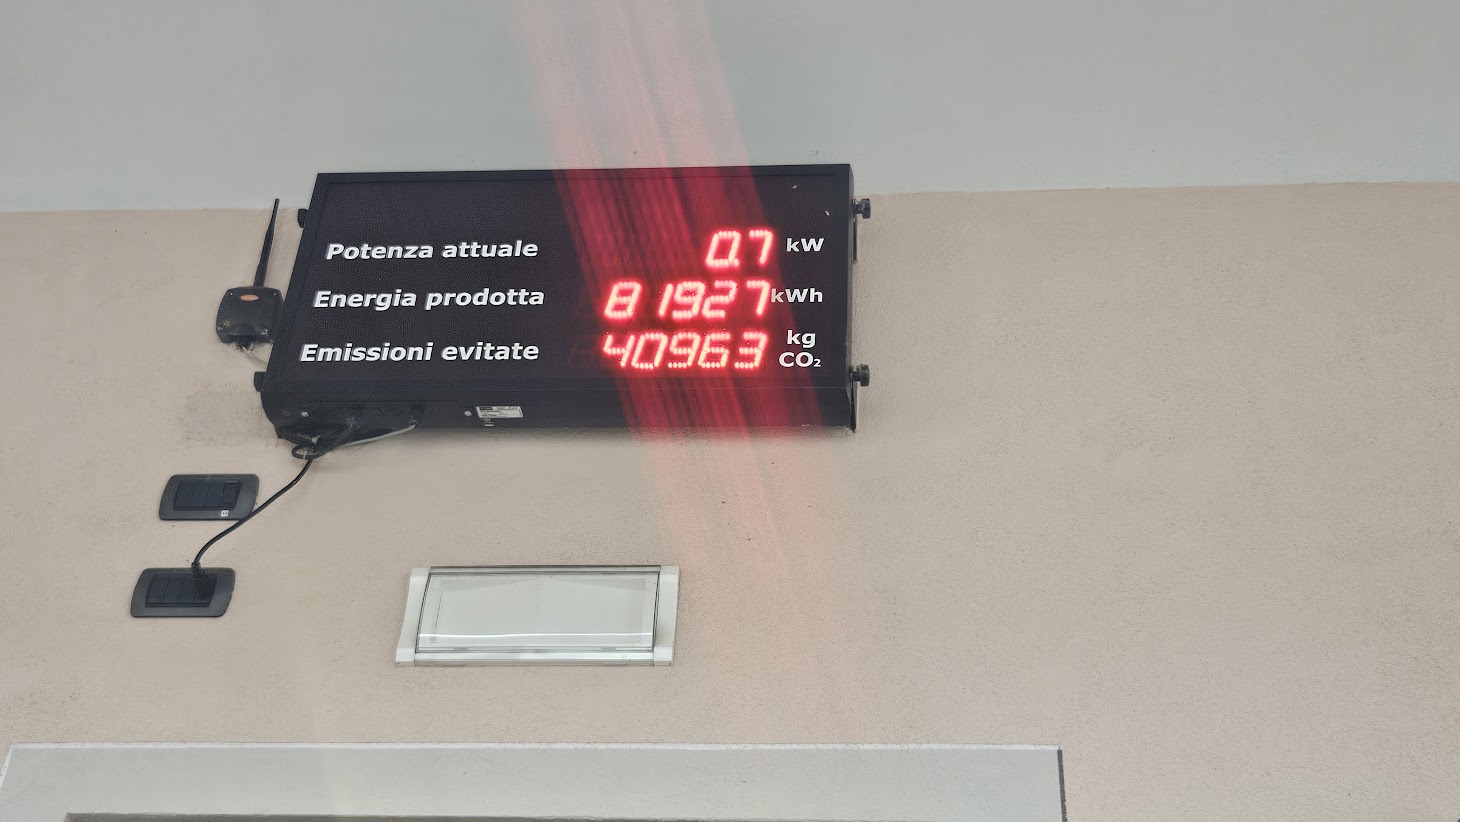 Potenza attuale 0.7 kW
Energia prodotta 81927 kWh
Emissioni evitate 40963 kg CO₂